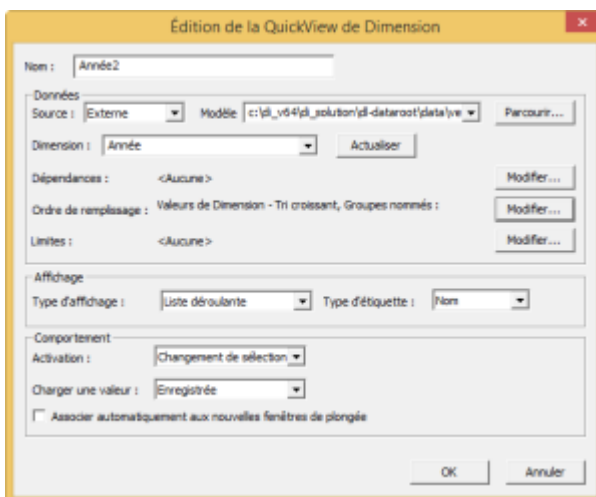 Édition de la QuickView de Dimension
Nom : Année2
Données
Source : Externe Modèle c:\di_v64\di_solution\dl-dataroot\data\ve Parcourir...
Dimension : Année Actualiser
Dépendances : <Aucune> Modifier...
Ordre de remplissage : Valeurs de Dimension - Tri croissant, Groupes nommés : Modifier...
Limites : <Aucune> Modifier...
Affichage
Type d'affichage : Liste déroulante Type d'étiquette : Nom
Comportement
Activation : Changement de sélection
Charger une valeur : Enregistrée
Associer automatiquement aux nouvelles fenêtres de plongée
OK Annuler